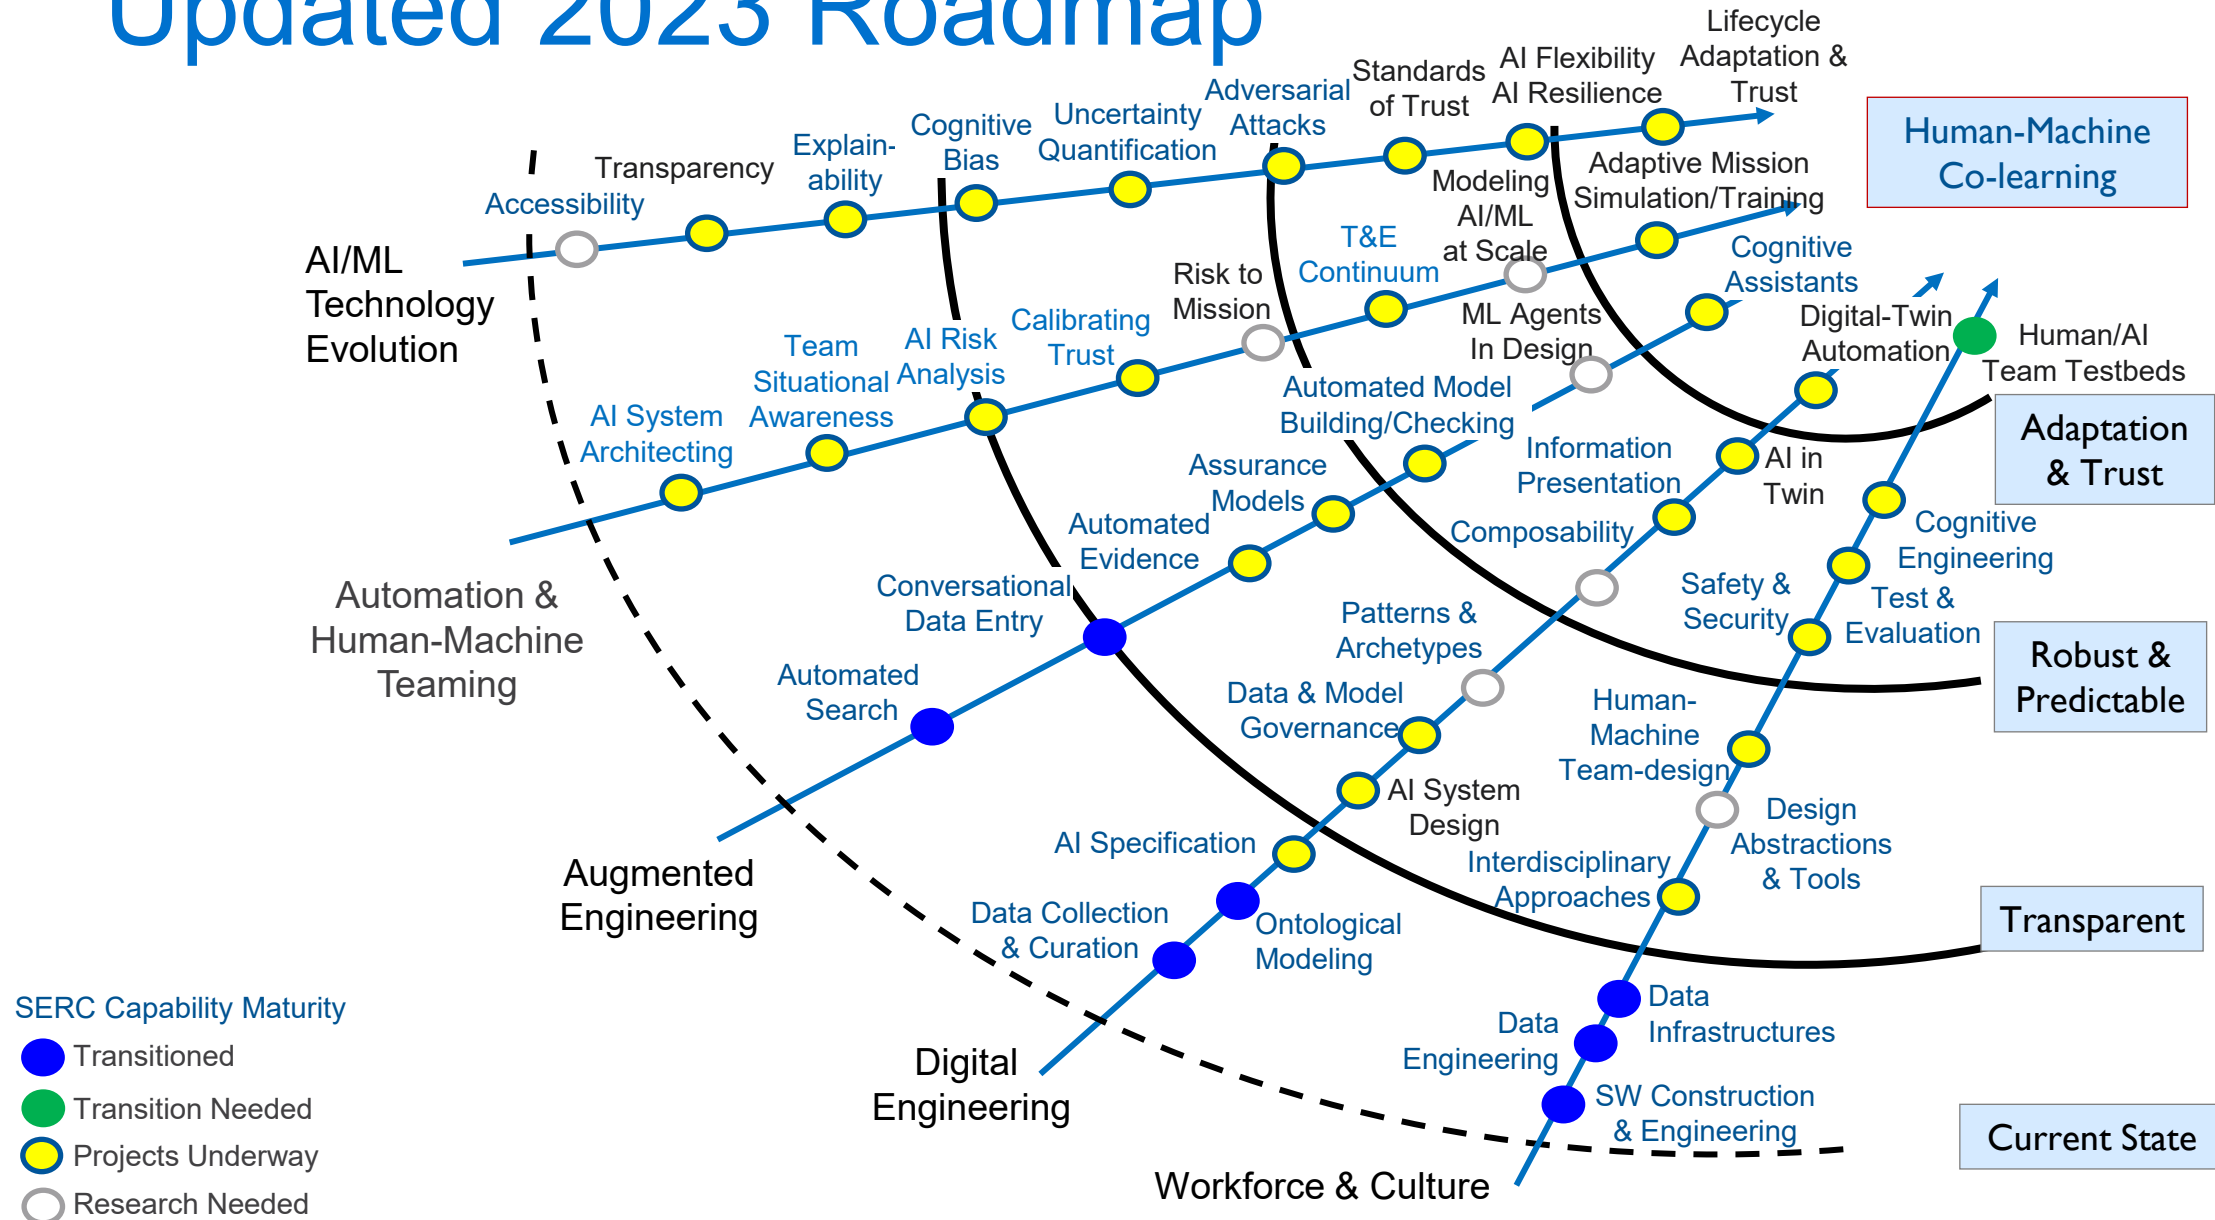 Updated 2023 Roadmap
Lifecycle
Adaptation &
Trust
AI Flexibility
AI Resilience
Standards
of Trust
Adversarial
Attacks
Uncertainty
Quantification
Cognitive
Bias
Explain-
ability
Transparency
Accessibility
AI/ML
Technology
Evolution
Human-Machine
Co-learning
Adaptive Mission
Simulation/Training
Modeling
AI/ML
at Scale
T&E
Continuum
Risk to
Mission
Calibrating
Trust
AI Risk
Analysis
Team
Situational
Awareness
AI System
Architecting
Automation &
Human-Machine
Teaming
Cognitive
Assistants
ML Agents
In Design
Automated Model
Building/Checking
Assurance
Models
Automated
Evidence
Conversational
Data Entry
Automated
Search
Augmented
Engineering
Digital-Twin
Automation
AI in
Twin
Information
Presentation
Composability
Patterns &
Archetypes
Data & Model
Governance
AI System
Design
AI Specification
Ontological
Modeling
Data Collection
& Curation
Digital
Engineering
Human/AI
Team Testbeds
Cognitive
Engineering
Test &
Evaluation
Safety &
Security
Human-
Machine
Team-design
Design
Abstractions
& Tools
Interdisciplinary
Approaches
Data
Infrastructures
Data
Engineering
SW Construction
& Engineering
Workforce & Culture
Adaptation
& Trust
Robust &
Predictable
Transparent
Current State
SERC Capability Maturity
Transitioned
Transition Needed
Projects Underway
Research Needed